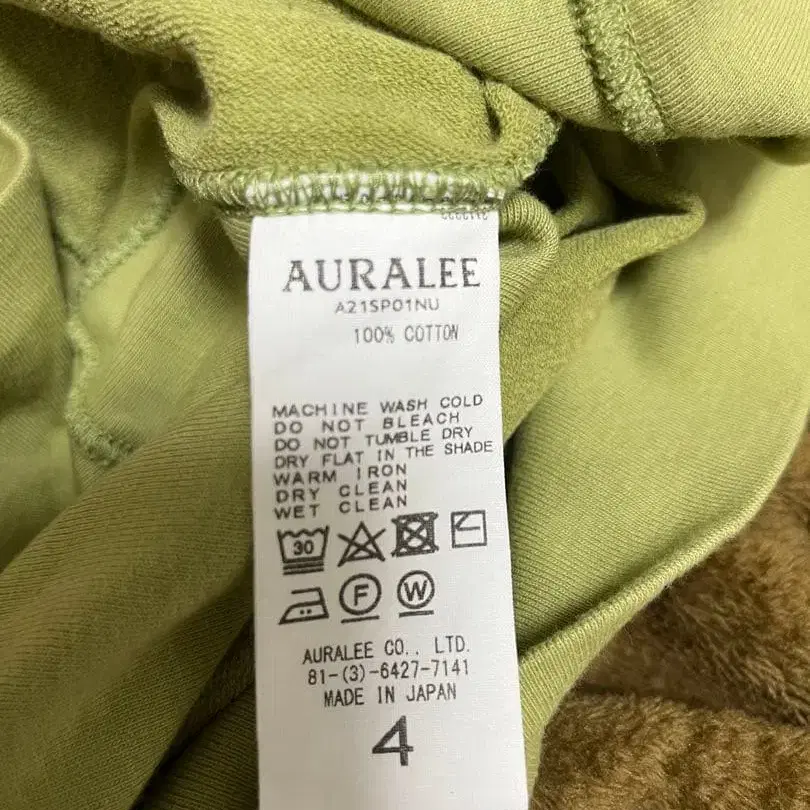 AURALEE
A21SP01NU
100% COTTON
MACHINE WASH COLD
DO NOT BLEACH
DO NOT TUMBLE DRY
DRY FLAT IN THE SHADE
WARM IRON
DRY CLEAN
WET CLEAN
30
F W
AURALEE CO., LTD.
81-(3)-6427-7141
MADE IN JAPAN
4